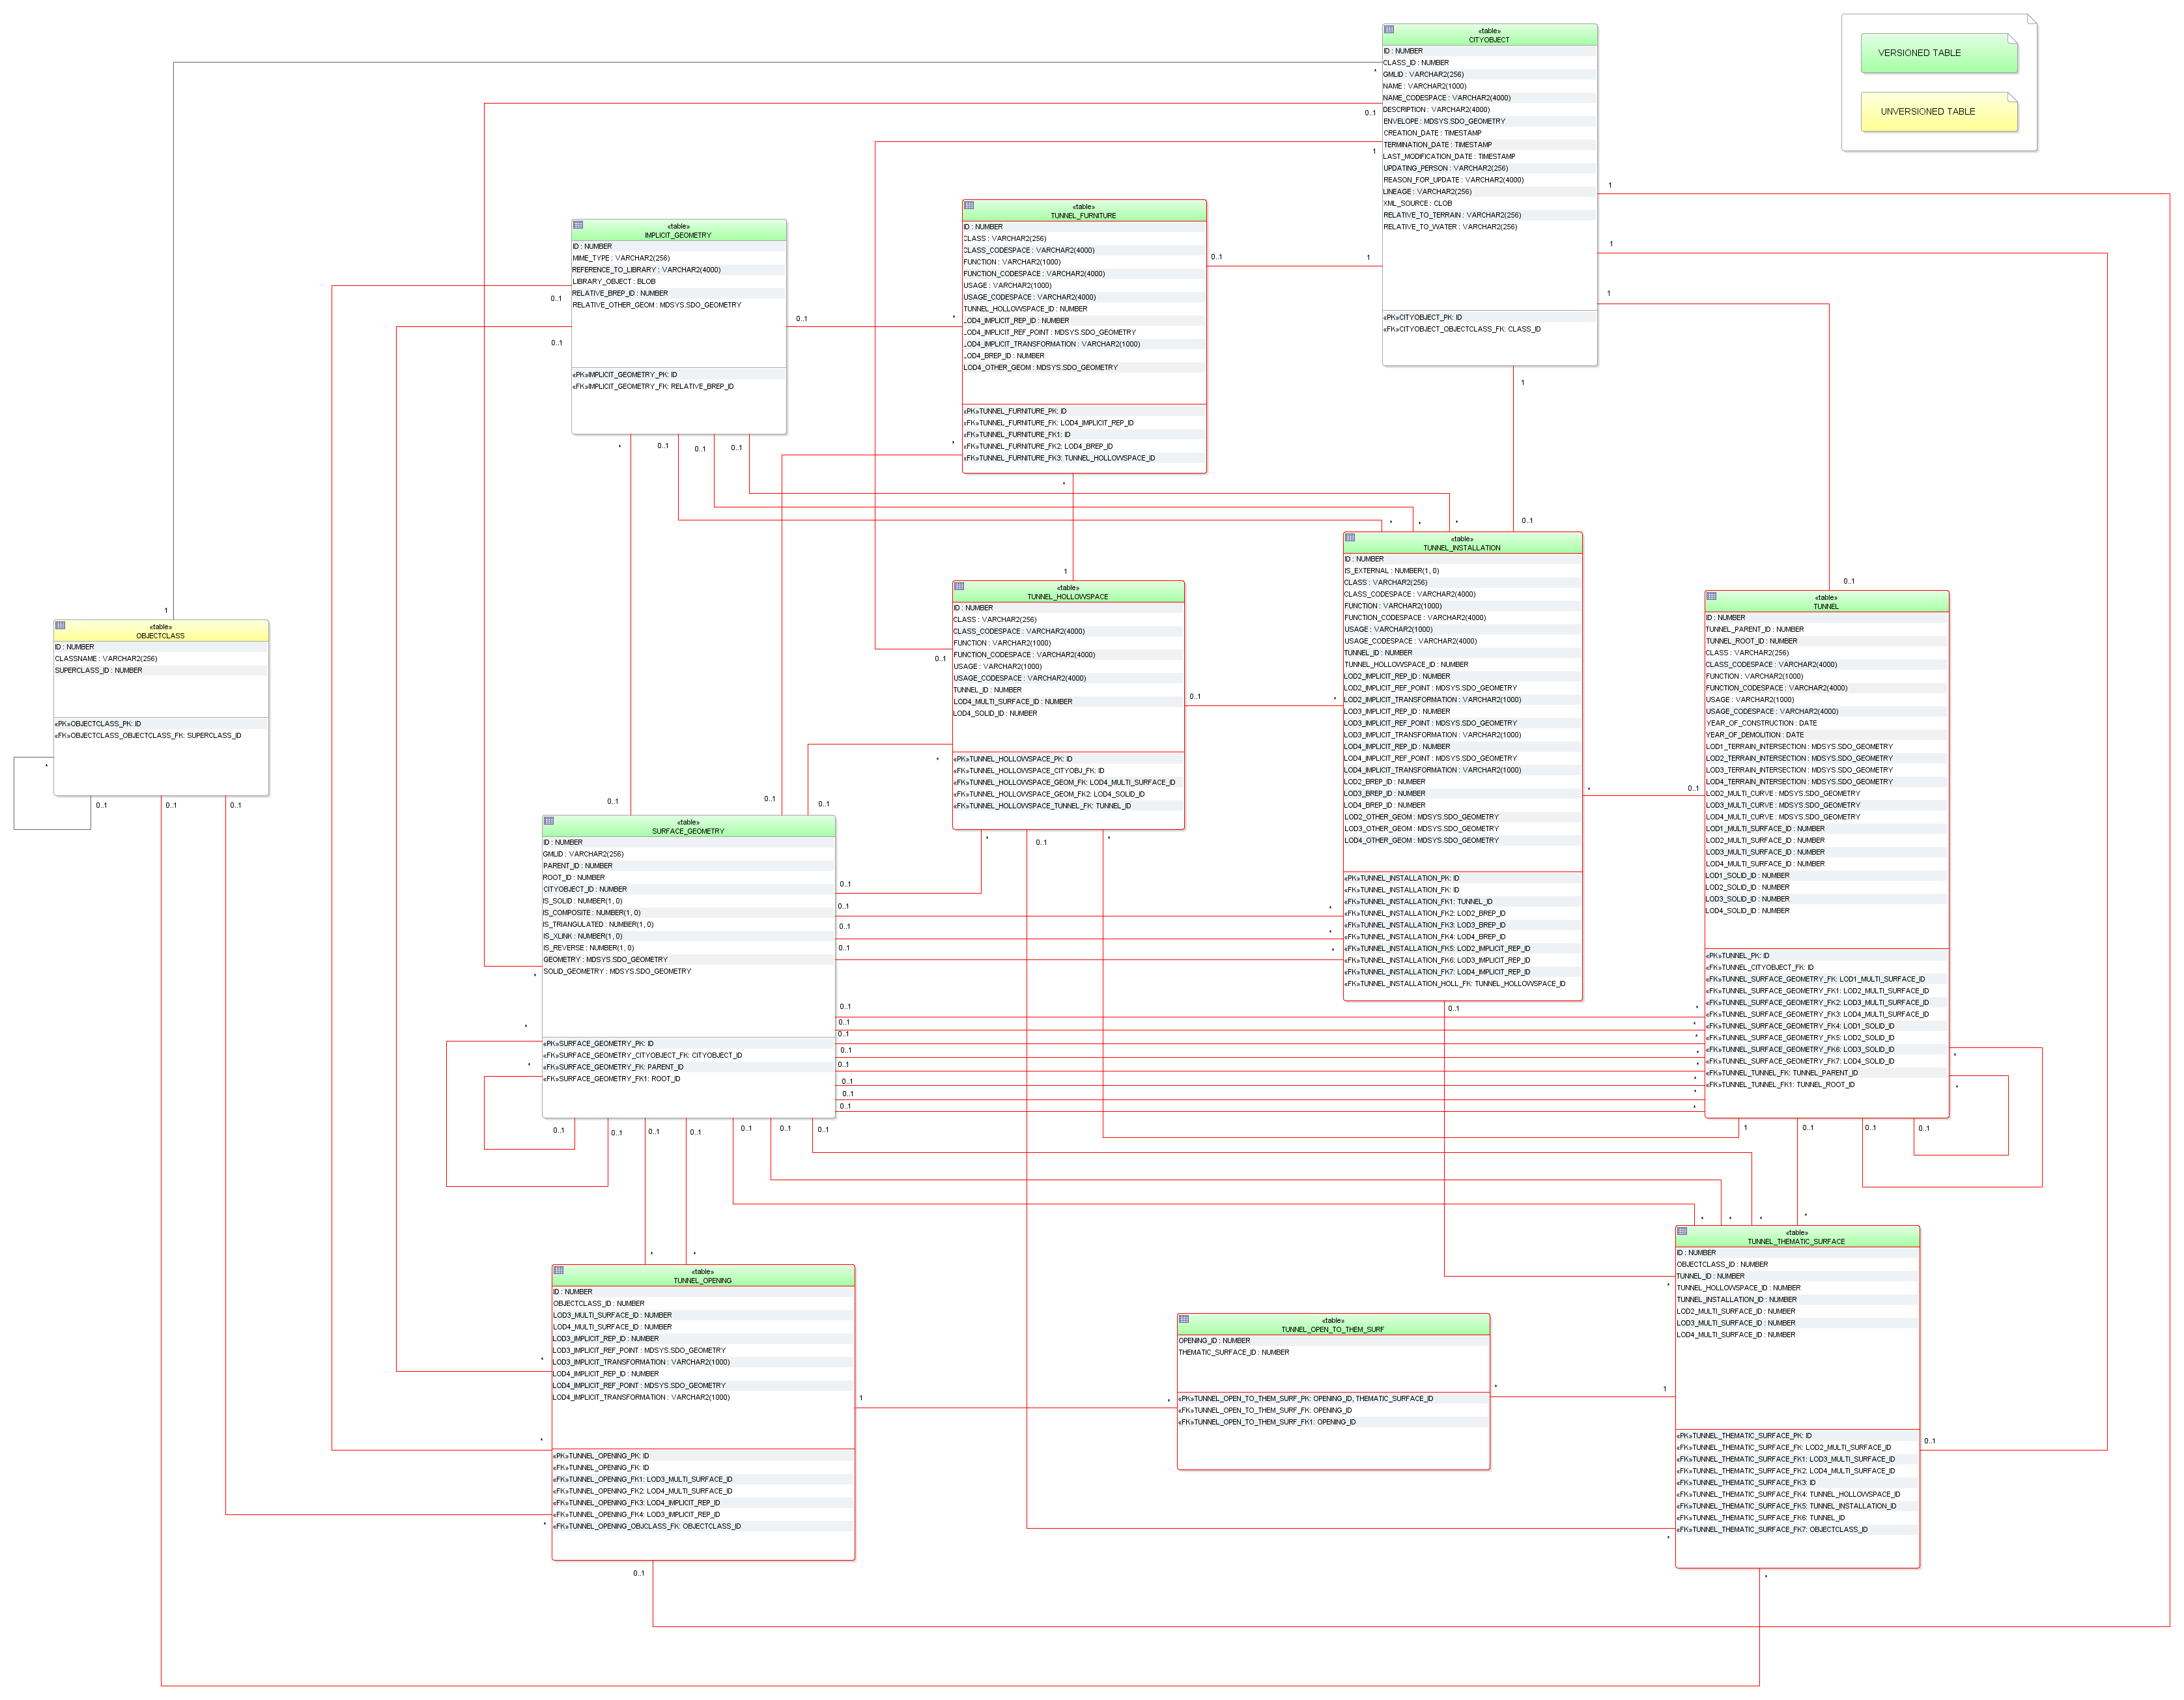 «table»
CITYOBJECT
ID : NUMBER
CLASS_ID : NUMBER
GMLID : VARCHAR2(256)
NAME : VARCHAR2(1000)
NAME_CODESPACE : VARCHAR2(4000)
DESCRIPTION : VARCHAR2(4000)
ENVELOPE : MDSYS.SDO_GEOMETRY
CREATION_DATE : TIMESTAMP
TERMINATION_DATE : TIMESTAMP
LAST_MODIFICATION_DATE : TIMESTAMP
UPDATING_PERSON : VARCHAR2(256)
REASON_FOR_UPDATE : VARCHAR2(4000)
LINEAGE : VARCHAR2(256)
XML_SOURCE : CLOB
RELATIVE_TO_TERRAIN : VARCHAR2(256)
RELATIVE_TO_WATER : VARCHAR2(256)
«PK»CITYOBJECT_PK: ID
«FK»CITYOBJECT_OBJECTCLASS_FK: CLASS_ID
VERSIONED TABLE
UNVERSIONED TABLE
«table»
IMPLICIT_GEOMETRY
ID : NUMBER
MIME_TYPE : VARCHAR2(256)
REFERENCE_TO_LIBRARY : VARCHAR2(4000)
LIBRARY_OBJECT : BLOB
RELATIVE_BREP_ID : NUMBER
RELATIVE_OTHER_GEOM : MDSYS.SDO_GEOMETRY
«PK»IMPLICIT_GEOMETRY_PK: ID
«FK»IMPLICIT_GEOMETRY_FK: RELATIVE_BREP_ID
«table»
TUNNEL_FURNITURE
ID : NUMBER
CLASS : VARCHAR2(256)
CLASS_CODESPACE : VARCHAR2(4000)
FUNCTION : VARCHAR2(1000)
FUNCTION_CODESPACE : VARCHAR2(4000)
USAGE : VARCHAR2(1000)
USAGE_CODESPACE : VARCHAR2(4000)
TUNNEL_HOLLOWSPACE_ID : NUMBER
LOD4_IMPLICIT_REP_ID : NUMBER
LOD4_IMPLICIT_REF_POINT : MDSYS.SDO_GEOMETRY
LOD4_IMPLICIT_TRANSFORMATION : VARCHAR2(1000)
LOD4_BREP_ID : NUMBER
LOD4_OTHER_GEOM : MDSYS.SDO_GEOMETRY
«PK»TUNNEL_FURNITURE_PK: ID
«FK»TUNNEL_FURNITURE_FK: LOD4_IMPLICIT_REP_ID
«FK»TUNNEL_FURNITURE_FK1: ID
«FK»TUNNEL_FURNITURE_FK2: LOD4_BREP_ID
«FK»TUNNEL_FURNITURE_FK3: TUNNEL_HOLLOWSPACE_ID
«table»
OBJECTCLASS
ID : NUMBER
CLASSNAME : VARCHAR2(256)
SUPERCLASS_ID : NUMBER
«PK»OBJECTCLASS_PK: ID
«FK»OBJECTCLASS_OBJECTCLASS_FK: SUPERCLASS_ID
«table»
TUNNEL_HOLLOWSPACE
ID : NUMBER
CLASS : VARCHAR2(256)
CLASS_CODESPACE : VARCHAR2(4000)
FUNCTION : VARCHAR2(1000)
FUNCTION_CODESPACE : VARCHAR2(4000)
USAGE : VARCHAR2(1000)
USAGE_CODESPACE : VARCHAR2(4000)
TUNNEL_ID : NUMBER
LOD4_MULTI_SURFACE_ID : NUMBER
LOD4_SOLID_ID : NUMBER
«PK»TUNNEL_HOLLOWSPACE_PK: ID
«FK»TUNNEL_HOLLOWSPACE_CITYOBJ_FK: ID
«FK»TUNNEL_HOLLOWSPACE_GEOM_FK: LOD4_MULTI_SURFACE_ID
«FK»TUNNEL_HOLLOWSPACE_GEOM_FK2: LOD4_SOLID_ID
«FK»TUNNEL_HOLLOWSPACE_TUNNEL_FK: TUNNEL_ID
«table»
TUNNEL_INSTALLATION
ID : NUMBER
IS_EXTERNAL : NUMBER(1, 0)
CLASS : VARCHAR2(256)
CLASS_CODESPACE : VARCHAR2(4000)
FUNCTION : VARCHAR2(1000)
FUNCTION_CODESPACE : VARCHAR2(4000)
USAGE : VARCHAR2(1000)
USAGE_CODESPACE : VARCHAR2(4000)
TUNNEL_ID : NUMBER
TUNNEL_HOLLOWSPACE_ID : NUMBER
LOD2_IMPLICIT_REP_ID : NUMBER
LOD2_IMPLICIT_REF_POINT : MDSYS.SDO_GEOMETRY
LOD2_IMPLICIT_TRANSFORMATION : VARCHAR2(1000)
LOD3_IMPLICIT_REP_ID : NUMBER
LOD3_IMPLICIT_REF_POINT : MDSYS.SDO_GEOMETRY
LOD3_IMPLICIT_TRANSFORMATION : VARCHAR2(1000)
LOD4_IMPLICIT_REP_ID : NUMBER
LOD4_IMPLICIT_REF_POINT : MDSYS.SDO_GEOMETRY
LOD4_IMPLICIT_TRANSFORMATION : VARCHAR2(1000)
LOD2_BREP_ID : NUMBER
LOD3_BREP_ID : NUMBER
LOD4_BREP_ID : NUMBER
LOD2_OTHER_GEOM : MDSYS.SDO_GEOMETRY
LOD3_OTHER_GEOM : MDSYS.SDO_GEOMETRY
LOD4_OTHER_GEOM : MDSYS.SDO_GEOMETRY
«PK»TUNNEL_INSTALLATION_PK: ID
«FK»TUNNEL_INSTALLATION_FK: ID
«FK»TUNNEL_INSTALLATION_FK1: TUNNEL_ID
«FK»TUNNEL_INSTALLATION_FK2: LOD2_BREP_ID
«FK»TUNNEL_INSTALLATION_FK3: LOD3_BREP_ID
«FK»TUNNEL_INSTALLATION_FK4: LOD4_BREP_ID
«FK»TUNNEL_INSTALLATION_FK5: LOD2_IMPLICIT_REP_ID
«FK»TUNNEL_INSTALLATION_FK6: LOD3_IMPLICIT_REP_ID
«FK»TUNNEL_INSTALLATION_FK7: LOD4_IMPLICIT_REP_ID
«FK»TUNNEL_INSTALLATION_HOLL_FK: TUNNEL_HOLLOWSPACE_ID
«table»
TUNNEL
ID : NUMBER
TUNNEL_PARENT_ID : NUMBER
TUNNEL_ROOT_ID : NUMBER
CLASS : VARCHAR2(256)
CLASS_CODESPACE : VARCHAR2(4000)
FUNCTION : VARCHAR2(1000)
FUNCTION_CODESPACE : VARCHAR2(4000)
USAGE : VARCHAR2(1000)
USAGE_CODESPACE : VARCHAR2(4000)
YEAR_OF_CONSTRUCTION : DATE
YEAR_OF_DEMOLITION : DATE
LOD1_TERRAIN_INTERSECTION : MDSYS.SDO_GEOMETRY
LOD2_TERRAIN_INTERSECTION : MDSYS.SDO_GEOMETRY
LOD3_TERRAIN_INTERSECTION : MDSYS.SDO_GEOMETRY
LOD4_TERRAIN_INTERSECTION : MDSYS.SDO_GEOMETRY
LOD2_MULTI_CURVE : MDSYS.SDO_GEOMETRY
LOD3_MULTI_CURVE : MDSYS.SDO_GEOMETRY
LOD4_MULTI_CURVE : MDSYS.SDO_GEOMETRY
LOD1_MULTI_SURFACE_ID : NUMBER
LOD2_MULTI_SURFACE_ID : NUMBER
LOD3_MULTI_SURFACE_ID : NUMBER
LOD4_MULTI_SURFACE_ID : NUMBER
LOD1_SOLID_ID : NUMBER
LOD2_SOLID_ID : NUMBER
LOD3_SOLID_ID : NUMBER
LOD4_SOLID_ID : NUMBER
«PK»TUNNEL_PK: ID
«FK»TUNNEL_CITYOBJECT_FK: ID
«FK»TUNNEL_SURFACE_GEOMETRY_FK: LOD1_MULTI_SURFACE_ID
«FK»TUNNEL_SURFACE_GEOMETRY_FK1: LOD2_MULTI_SURFACE_ID
«FK»TUNNEL_SURFACE_GEOMETRY_FK2: LOD3_MULTI_SURFACE_ID
«FK»TUNNEL_SURFACE_GEOMETRY_FK3: LOD4_MULTI_SURFACE_ID
«FK»TUNNEL_SURFACE_GEOMETRY_FK4: LOD1_SOLID_ID
«FK»TUNNEL_SURFACE_GEOMETRY_FK5: LOD2_SOLID_ID
«FK»TUNNEL_SURFACE_GEOMETRY_FK6: LOD3_SOLID_ID
«FK»TUNNEL_SURFACE_GEOMETRY_FK7: LOD4_SOLID_ID
«FK»TUNNEL_TUNNEL_FK: TUNNEL_PARENT_ID
«FK»TUNNEL_TUNNEL_FK1: TUNNEL_ROOT_ID
«table»
SURFACE_GEOMETRY
ID : NUMBER
GMLID : VARCHAR2(256)
PARENT_ID : NUMBER
ROOT_ID : NUMBER
CITYOBJECT_ID : NUMBER
IS_SOLID : NUMBER(1, 0)
IS_COMPOSITE : NUMBER(1, 0)
IS_TRIANGULATED : NUMBER(1, 0)
IS_XLINK : NUMBER(1, 0)
IS_REVERSE : NUMBER(1, 0)
GEOMETRY : MDSYS.SDO_GEOMETRY
SOLID_GEOMETRY : MDSYS.SDO_GEOMETRY
«PK»SURFACE_GEOMETRY_PK: ID
«FK»SURFACE_GEOMETRY_CITYOBJECT_FK: CITYOBJECT_ID
«FK»SURFACE_GEOMETRY_FK: PARENT_ID
«FK»SURFACE_GEOMETRY_FK1: ROOT_ID
«table»
TUNNEL_OPENING
ID : NUMBER
OBJECTCLASS_ID : NUMBER
LOD3_MULTI_SURFACE_ID : NUMBER
LOD4_MULTI_SURFACE_ID : NUMBER
LOD3_IMPLICIT_REP_ID : NUMBER
LOD3_IMPLICIT_REF_POINT : MDSYS.SDO_GEOMETRY
LOD3_IMPLICIT_TRANSFORMATION : VARCHAR2(1000)
LOD4_IMPLICIT_REP_ID : NUMBER
LOD4_IMPLICIT_REF_POINT : MDSYS.SDO_GEOMETRY
LOD4_IMPLICIT_TRANSFORMATION : VARCHAR2(1000)
«PK»TUNNEL_OPENING_PK: ID
«FK»TUNNEL_OPENING_FK: ID
«FK»TUNNEL_OPENING_FK1: LOD3_MULTI_SURFACE_ID
«FK»TUNNEL_OPENING_FK2: LOD4_MULTI_SURFACE_ID
«FK»TUNNEL_OPENING_FK3: LOD4_IMPLICIT_REP_ID
«FK»TUNNEL_OPENING_FK4: LOD3_IMPLICIT_REP_ID
«FK»TUNNEL_OPENING_OBJCLASS_FK: OBJECTCLASS_ID
«table»
TUNNEL_OPEN_TO_THEM_SURF
OPENING_ID : NUMBER
THEMATIC_SURFACE_ID : NUMBER
«PK»TUNNEL_OPEN_TO_THEM_SURF_PK: OPENING_ID, THEMATIC_SURFACE_ID
«FK»TUNNEL_OPEN_TO_THEM_SURF_FK: OPENING_ID
«FK»TUNNEL_OPEN_TO_THEM_SURF_FK1: OPENING_ID
«table»
TUNNEL_THEMATIC_SURFACE
ID : NUMBER
OBJECTCLASS_ID : NUMBER
TUNNEL_ID : NUMBER
TUNNEL_HOLLOWSPACE_ID : NUMBER
TUNNEL_INSTALLATION_ID : NUMBER
LOD2_MULTI_SURFACE_ID : NUMBER
LOD3_MULTI_SURFACE_ID : NUMBER
LOD4_MULTI_SURFACE_ID : NUMBER
«PK»TUNNEL_THEMATIC_SURFACE_PK: ID
«FK»TUNNEL_THEMATIC_SURFACE_FK: LOD2_MULTI_SURFACE_ID
«FK»TUNNEL_THEMATIC_SURFACE_FK1: LOD3_MULTI_SURFACE_ID
«FK»TUNNEL_THEMATIC_SURFACE_FK2: LOD4_MULTI_SURFACE_ID
«FK»TUNNEL_THEMATIC_SURFACE_FK3: ID
«FK»TUNNEL_THEMATIC_SURFACE_FK4: TUNNEL_HOLLOWSPACE_ID
«FK»TUNNEL_THEMATIC_SURFACE_FK5: TUNNEL_INSTALLATION_ID
«FK»TUNNEL_THEMATIC_SURFACE_FK6: TUNNEL_ID
«FK»TUNNEL_THEMATIC_SURFACE_FK7: OBJECTCLASS_ID